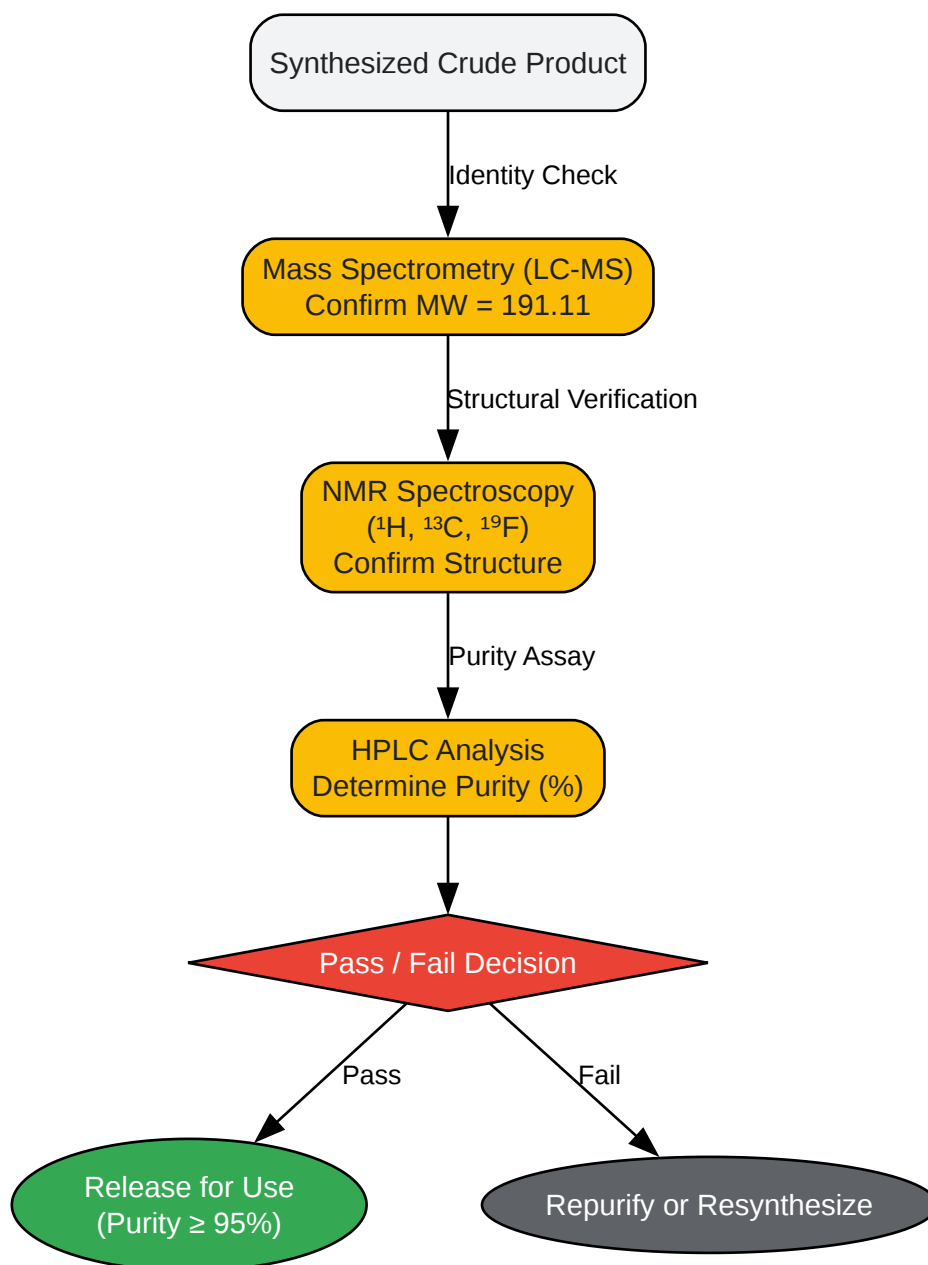 Synthesized Crude Product
Identity Check
Mass Spectrometry (LC-MS)
Confirm MW = 191.11
Structural Verification
NMR Spectroscopy
(¹H, ¹³C, ¹⁹F)
Confirm Structure
Purity Assay
HPLC Analysis
Determine Purity (%)
Pass / Fail Decision
Pass
Fail
Release for Use
(Purity ≥ 95%)
Repurify or Resynthesize